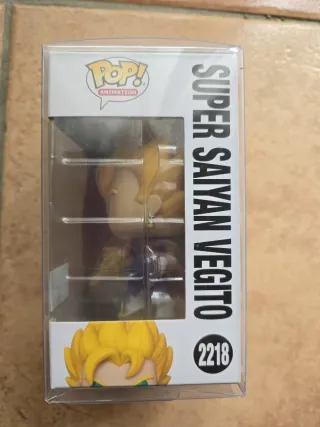 POP!
ANIMATION
SUPER SAIYAN VEGITO
2218